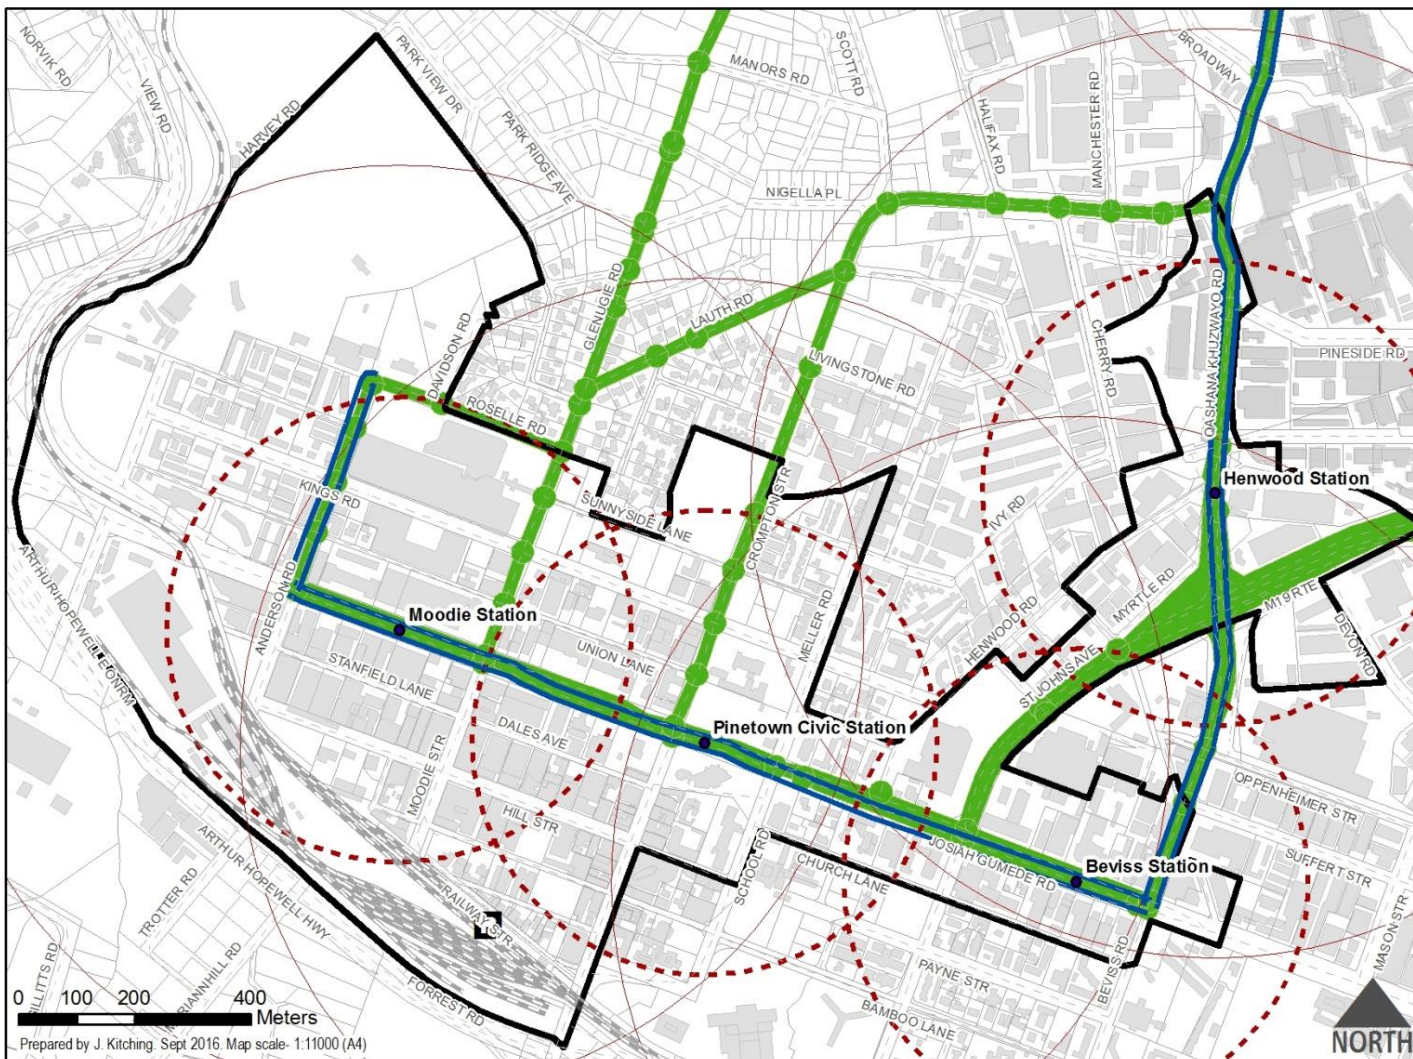 NORVIK RD
VIEW RD
HARVEY RD
PARK VIEW DR
PARK RIDGE AVE
MANORS RD
SCOTT RD
BROADWAY
HALIFAX RD
MANCHESTER RD
NIGELLA PL
GLENUGIE RD
LAUTH RD
LIVINGSTONE RD
CHERRY RD
QASHANA KHUZWAYO RD
PINESIDE RD
DAVIDSON RD
ROSELLE RD
KINGS RD
SUNNYSIDE LANE
CROMPTON STR
IVY RD
Henwood Station
MYRTLE RD
M19 RTE
ANDERSON RD
Moodie Station
UNION LANE
MELLER RD
HENWOOD RD
DEVON RD
STANFIELD LANE
ST JOHNS AVE
DALES AVE
Pinetown Civic Station
MOODIE STR
HILL STR
OPPENHEIMER STR
SUFFERT STR
JOSIAH GUMEDE RD
Beviss Station
CHURCH LANE
SCHOOL RD
TROTTER RD
ARTHUR HOPEWELL HWY
RAILWAY STR
MARIANNHILL RD
GILLITTS RD
FORREST RD
PAYNE STR
BAMBOO LANE
BEVISS RD
MASON STR
0 100 200 400
Meters
Prepared by J. Kitching. Sept 2016. Map scale- 1:11000 (A4)
NORTH